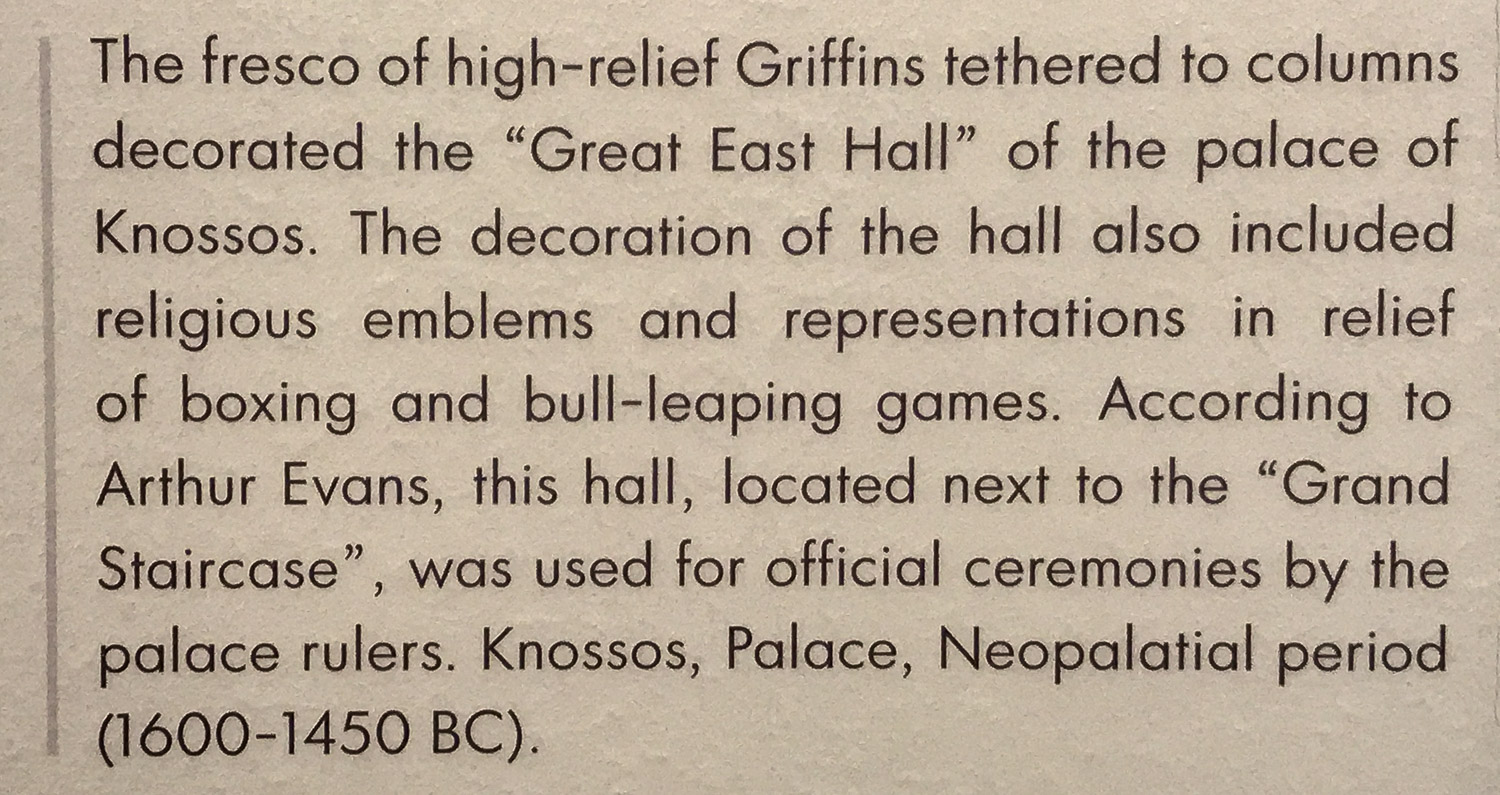 The fresco of high-relief Griffins tethered to columns
decorated the “Great East Hall” of the palace of
Knossos. The decoration of the hall also included
religious emblems and representations in relief
of boxing and bull-leaping games. According to
Arthur Evans, this hall, located next to the “Grand
Staircase”, was used for official ceremonies by the
palace rulers. Knossos, Palace, Neopalatial period
(1600-1450 BC).